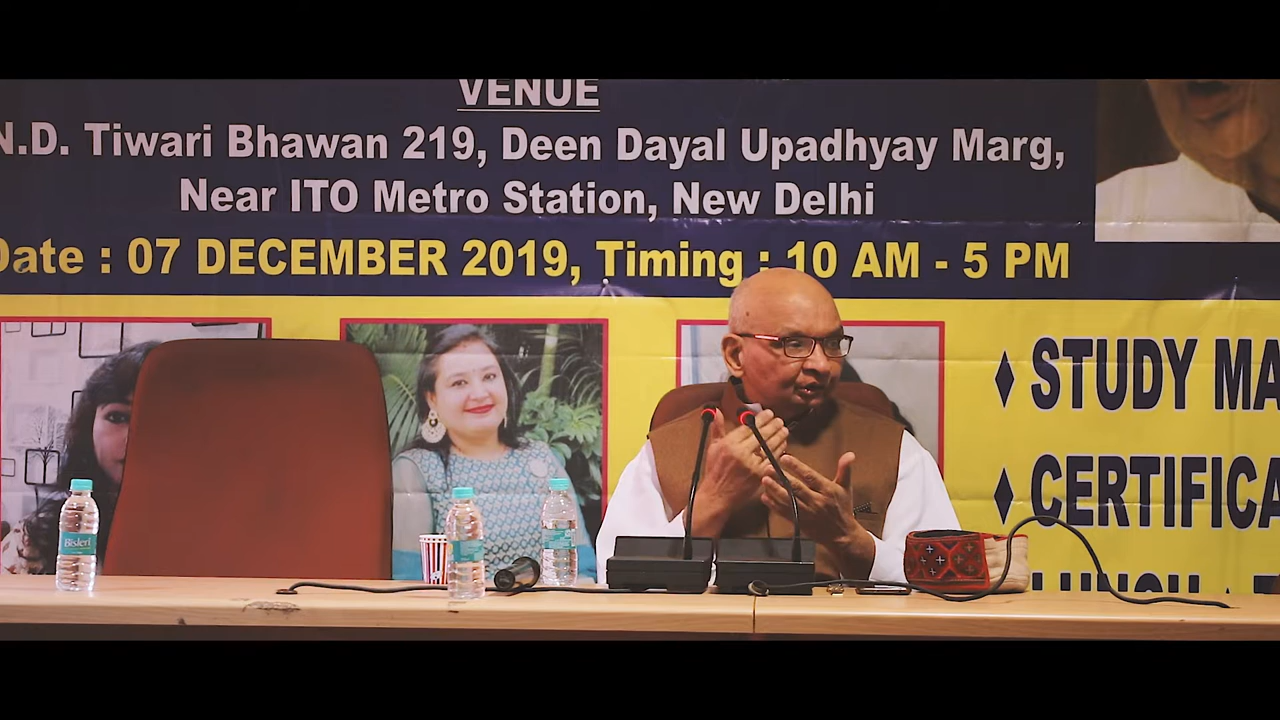 VENUE
N.D. Tiwari Bhawan 219, Deen Dayal Upadhyay Marg,
Near ITO Metro Station, New Delhi
Date : 07 DECEMBER 2019, Timing : 10 AM - 5 PM
♦ STUDY MA
♦ CERTIFICA
LUNCH
Bisleri